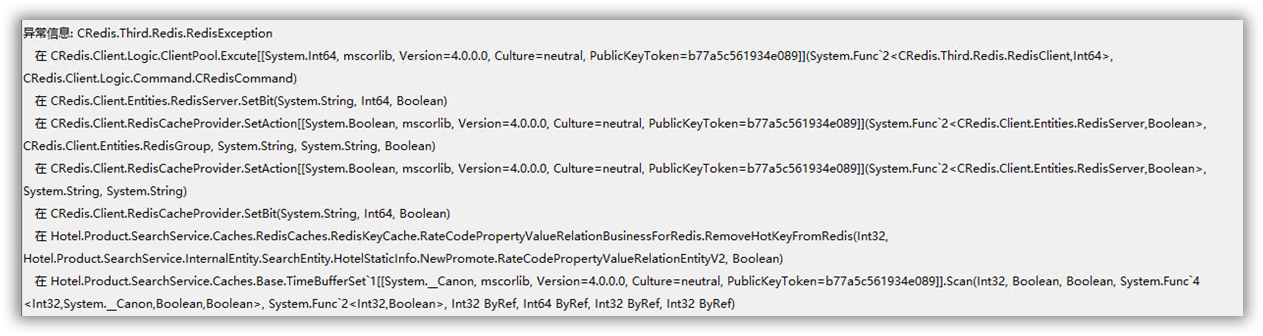 异常信息: CRedis.Third.Redis.RedisException
在 CRedis.Client.Logic.ClientPool.Excute[[System.Int64, mscorlib, Version=4.0.0.0, Culture=neutral, PublicKeyToken=b77a5c561934e089]](System.Func`2<CRedis.Third.Redis.RedisClient,Int64>,
CRedis.Client.Logic.Command.CRedisCommand)
在 CRedis.Client.Entities.RedisServer.SetBit(System.String, Int64, Boolean)
在 CRedis.Client.RedisCacheProvider.SetAction[[System.Boolean, mscorlib, Version=4.0.0.0, Culture=neutral, PublicKeyToken=b77a5c561934e089]](System.Func`2<CRedis.Client.Entities.RedisServer,Boolean>,
CRedis.Client.Entities.RedisGroup, System.String, System.String, Boolean)
在 CRedis.Client.RedisCacheProvider.SetAction[[System.Boolean, mscorlib, Version=4.0.0.0, Culture=neutral, PublicKeyToken=b77a5c561934e089]](System.Func`2<CRedis.Client.Entities.RedisServer,Boolean>,
System.String, System.String)
在 CRedis.Client.RedisCacheProvider.SetBit(System.String, Int64, Boolean)
在 Hotel.Product.SearchService.Caches.RedisCaches.RedisKeyCache.RateCodePropertyValueRelationBusinessForRedis.RemoveHotKeyFromRedis(Int32,
Hotel.Product.SearchService.InternalEntity.SearchEntity.HotelStaticInfo.NewPromote.RateCodePropertyValueRelationEntityV2, Boolean)
在 Hotel.Product.SearchService.Caches.Base.TimeBufferSet`1[[System.__Canon, mscorlib, Version=4.0.0.0, Culture=neutral, PublicKeyToken=b77a5c561934e089]].Scan(Int32, Boolean, Boolean, System.Func`4
<Int32,System.__Canon,Boolean,Boolean>, System.Func`2<Int32,Boolean>, Int32 ByRef, Int64 ByRef, Int32 ByRef, Int32 ByRef)